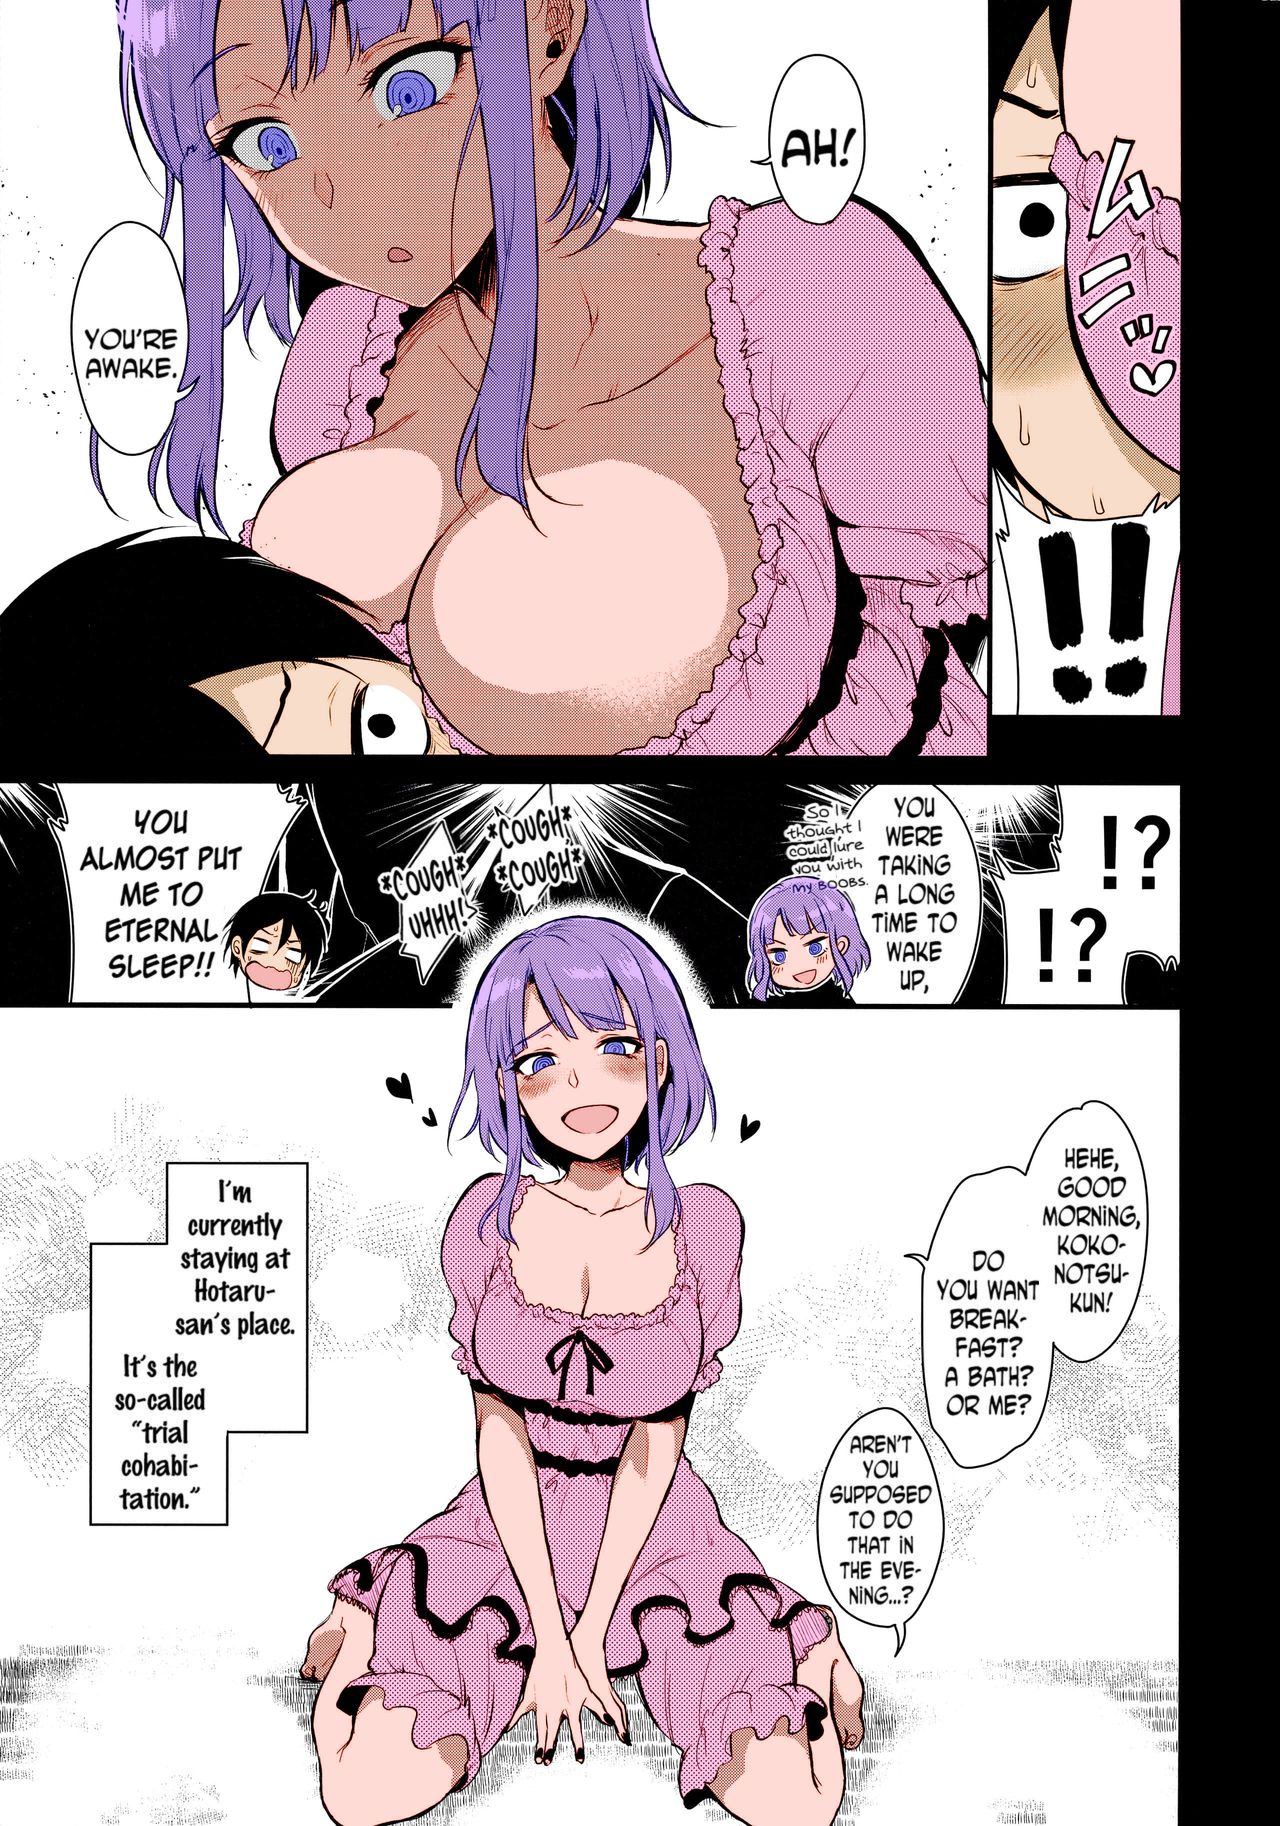 ムニッ♡
!!
AH!
YOU'RE
AWAKE.
!?
!?
YOU
WERE
TAKING
A LONG
TIME TO
WAKE
UP,
So I
thought I
could lure
you with
my BOOBS.
*COUGH*
*COUGH*
*COUGH*
UHHH!
YOU
ALMOST PUT
ME TO
ETERNAL
SLEEP!!
HEHE,
GOOD
MORNING,
KOKO-
NOTSU-
KUN!
DO
YOU WANT
BREAK-
FAST?
A BATH?
OR ME?
AREN'T
YOU
SUPPOSED
TO DO
THAT IN
THE EVE-
NING...?
I'm
currently
staying at
Hotaru-
san's place.
It's the
so-called
"trial
cohabi-
tation."